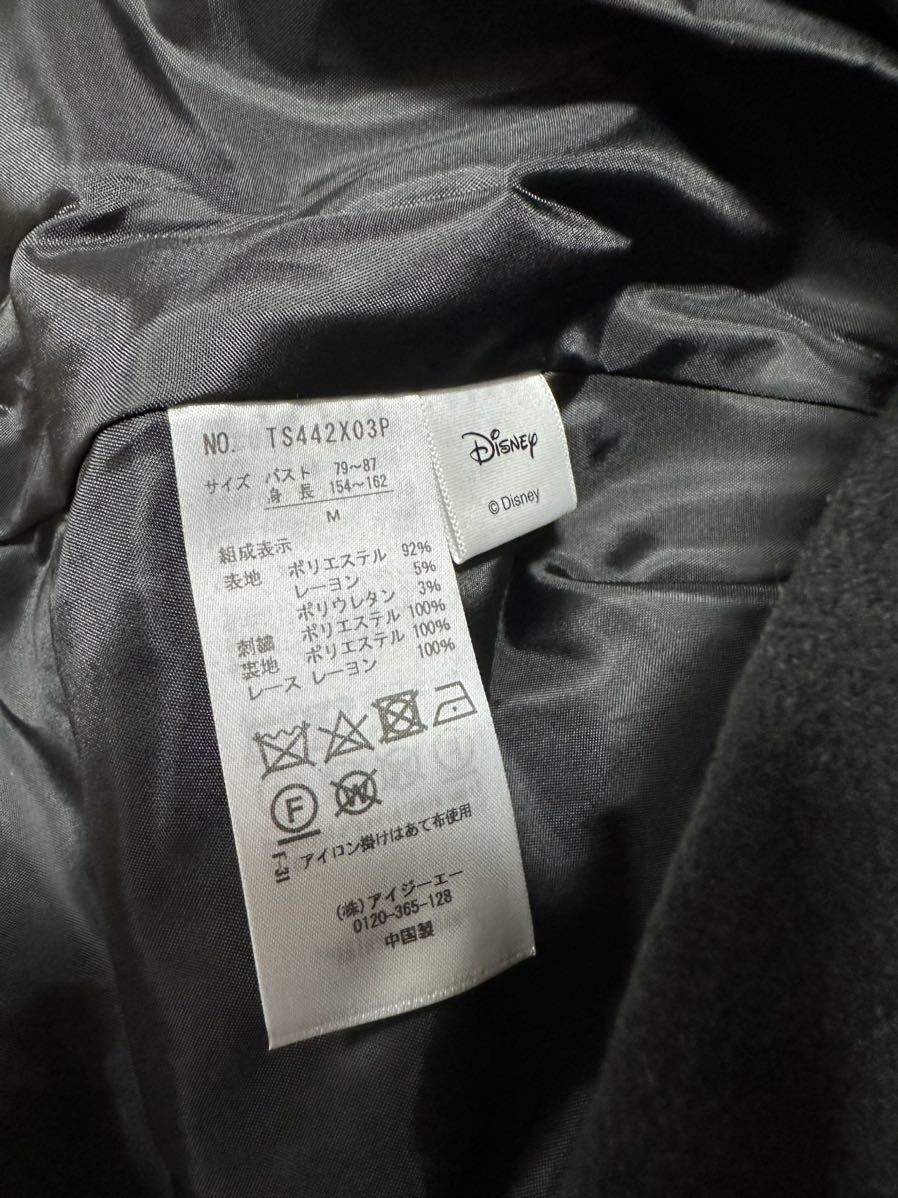 NO. TS442X03P
サイズ バスト 79~87
身長 154~162
M
組成表示
表地 ポリエステル 92%
レーヨン 5%
ポリウレタン 3%
刺繍 ポリエステル 100%
裏地 ポリエステル 100%
レース レーヨン 100%
F W
F-31 アイロン掛けはあて布使用
(株)アイジーエー
0120-365-128
中国製
Disney
© Disney